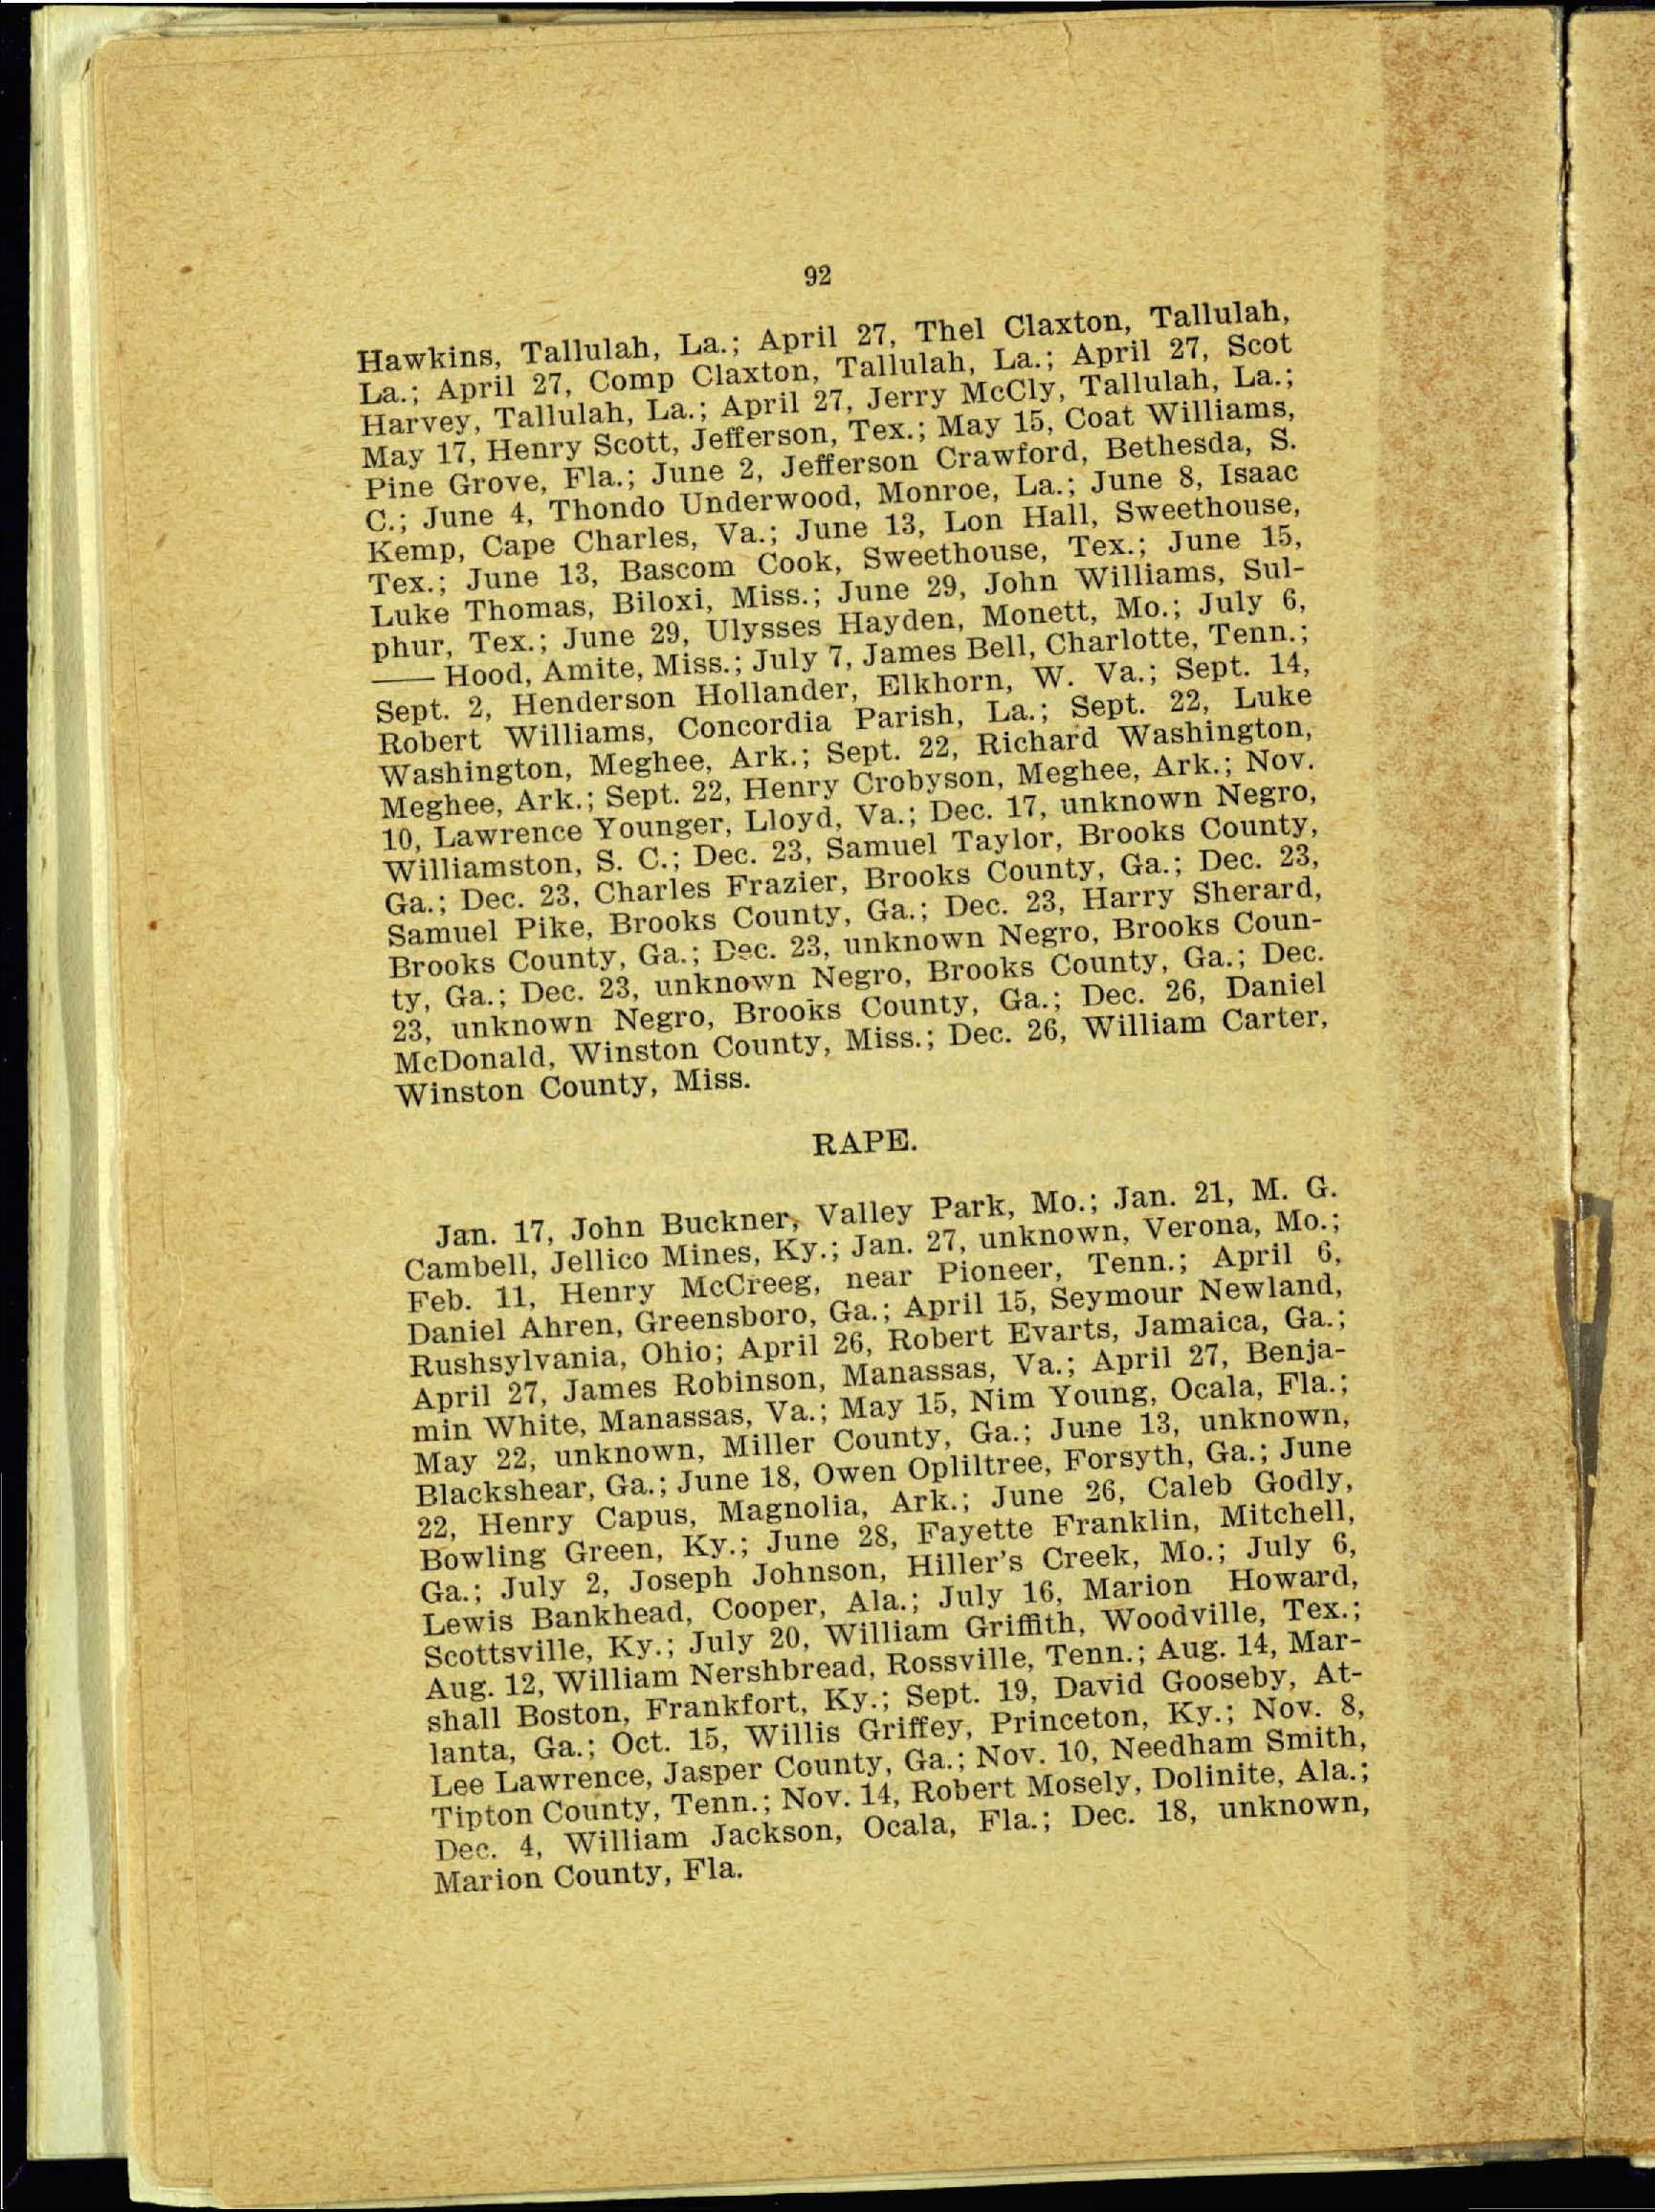 92
Hawkins, Tallulah, La.; April 27, Thel Claxton, Tallulah,
La.; April 27, Comp Claxton, Tallulah, La.; April 27, Scot
Harvey, Tallulah, La.; April 27, Jerry McCly, Tallulah, La.;
May 17, Henry Scott, Jefferson, Tex.; May 15, Coat Williams,
Pine Grove, Fla.; June 2, Jefferson Crawford, Bethesda, S.
C.; June 4, Thondo Underwood, Monroe, La.; June 8, Isaac
Kemp, Cape Charles, Va.; June 13, Lon Hall, Sweethouse,
Tex.; June 13, Bascom Cook, Sweethouse, Tex.; June 15,
Luke Thomas, Biloxi, Miss.; June 29, John Williams, Sul-
phur, Tex.; June 29, Ulysses Hayden, Monett, Mo.; July 6,
—— Hood, Amite, Miss.; July 7, James Bell, Charlotte, Tenn.;
Sept. 2, Henderson Hollander, Elkhorn, W. Va.; Sept. 14,
Robert Williams, Concordia Parish, La.; Sept. 22, Luke
Washington, Meghee, Ark.; Sept. 22, Richard Washington,
Meghee, Ark.; Sept. 22, Henry Crobyson, Meghee, Ark.; Nov.
10, Lawrence Younger, Lloyd, Va.; Dec. 17, unknown Negro,
Williamston, S. C.; Dec. 23, Samuel Taylor, Brooks County,
Ga.; Dec. 23, Charles Frazier, Brooks County, Ga.; Dec. 23,
Samuel Pike, Brooks County, Ga.; Dec. 23, Harry Sherard,
Brooks County, Ga.; Dec. 23, unknown Negro, Brooks Coun-
ty, Ga.; Dec. 23, unknown Negro, Brooks County, Ga.; Dec.
23, unknown Negro, Brooks County, Ga.; Dec. 26, Daniel
McDonald, Winston County, Miss.; Dec. 26, William Carter,
Winston County, Miss.
RAPE.
Jan. 17, John Buckner, Valley Park, Mo.; Jan. 21, M. G.
Cambell, Jellico Mines, Ky.; Jan. 27, unknown, Verona, Mo.;
Feb. 11, Henry McCreeg, near Pioneer, Tenn.; April 6,
Daniel Ahren, Greensboro, Ga.; April 15, Seymour Newland,
Rushsylvania, Ohio; April 26, Robert Evarts, Jamaica, Ga.;
April 27, James Robinson, Manassas, Va.; April 27, Benja-
min White, Manassas, Va.; May 15, Nim Young, Ocala, Fla.;
May 22, unknown, Miller County, Ga.; June 13, unknown,
Blackshear, Ga.; June 18, Owen Opliltree, Forsyth, Ga.; June
22, Henry Capus, Magnolia, Ark.; June 26, Caleb Godly,
Bowling Green, Ky.; June 28, Fayette Franklin, Mitchell,
Ga.; July 2, Joseph Johnson, Hiller's Creek, Mo.; July 6,
Lewis Bankhead, Cooper, Ala.; July 16, Marion Howard,
Scottsville, Ky.; July 20, William Griffith, Woodville, Tex.;
Aug. 12, William Nershbread, Rossville, Tenn.; Aug. 14, Mar-
shall Boston, Frankfort, Ky.; Sept. 19, David Gooseby, At-
lanta, Ga.; Oct. 15, Willis Griffey, Princeton, Ky.; Nov. 8,
Lee Lawrence, Jasper County, Ga.; Nov. 10, Needham Smith,
Tipton County, Tenn.; Nov. 14, Robert Mosely, Dolinite, Ala.;
Dec. 4, William Jackson, Ocala, Fla.; Dec. 18, unknown,
Marion County, Fla.